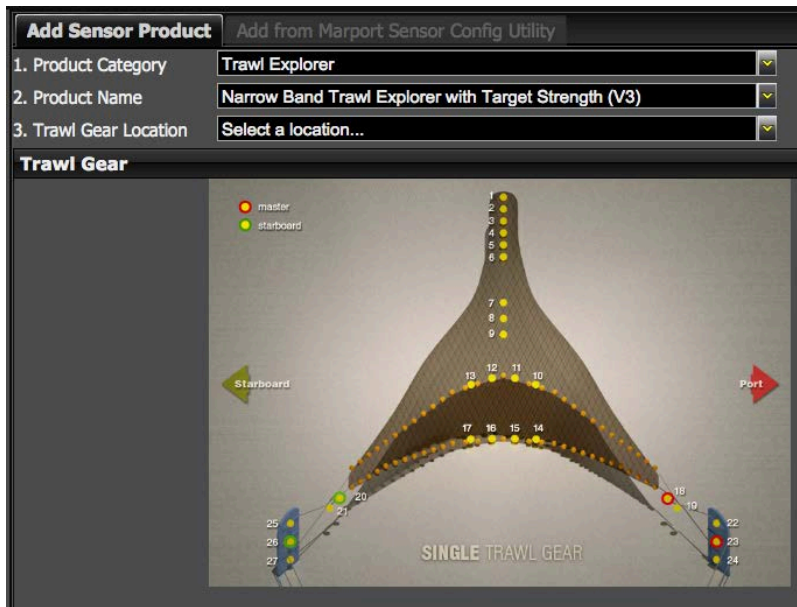 Add Sensor Product Add from Marport Sensor Config Utility
1. Product Category Trawl Explorer
2. Product Name Narrow Band Trawl Explorer with Target Strength (V3)
3. Trawl Gear Location Select a location...
Trawl Gear
master
starboard
1
2
3
4
5
6
7
8
9
13 12 11 10
Starboard Port
17 16 15 14
20 18
21 19
25 22
26 23
27 24
SINGLE TRAWL GEAR